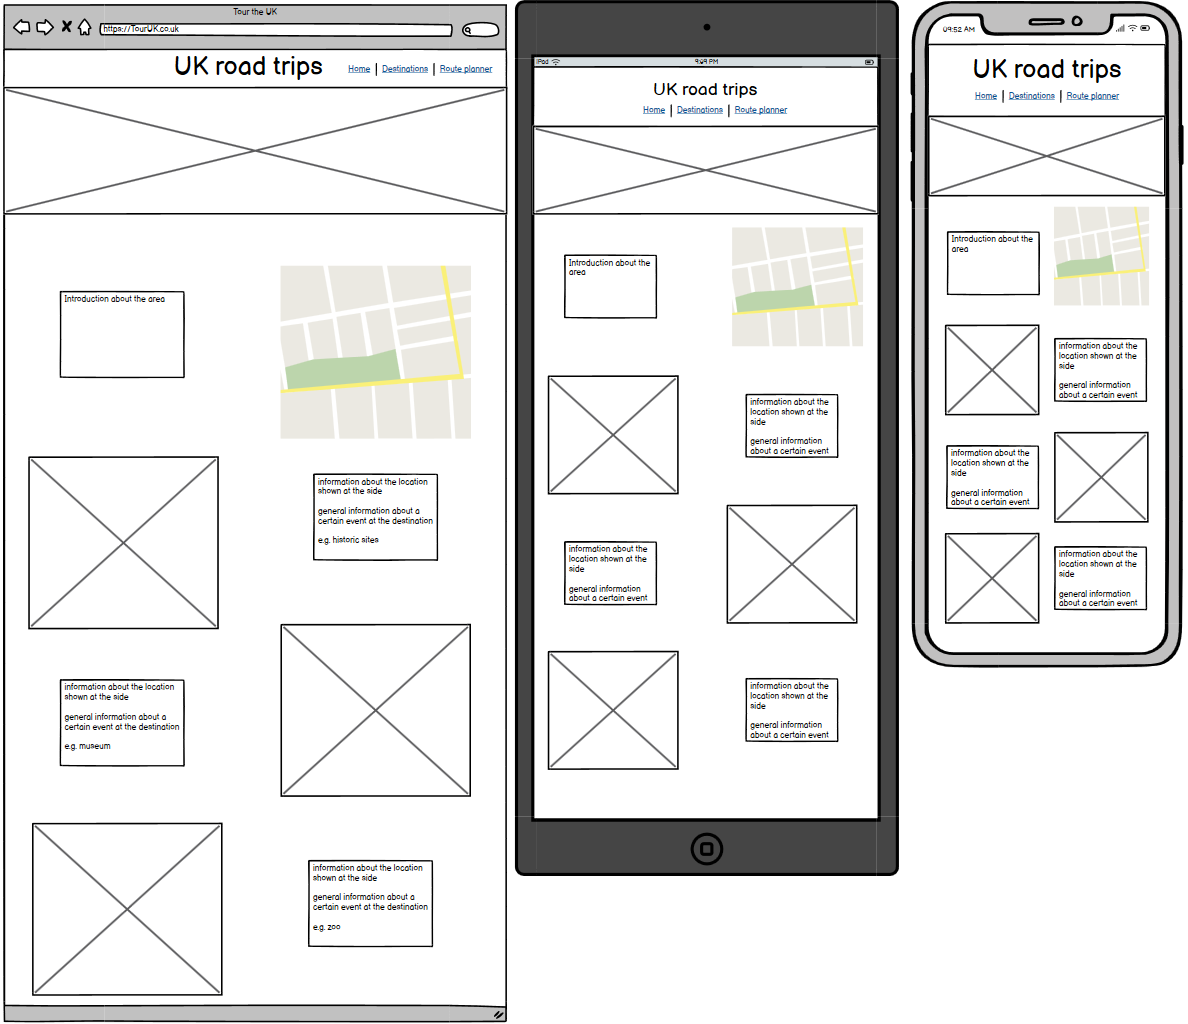 Tour the UK
https://TourUK.co.uk
UK road trips
Home | Destinations | Route planner
Introduction about the area
information about the location
shown at the side
general information about a
certain event at the destination
e.g. historic sites
information about the location
shown at the side
general information about a
certain event at the destination
e.g. museum
information about the location
shown at the side
general information about a
certain event at the destination
e.g. zoo
iPad
9:09 PM
UK road trips
Home | Destinations | Route planner
Introduction about the
area
information about the
location shown at the
side
general information
about a certain event
information about the
location shown at the
side
general information
about a certain event
information about the
location shown at the
side
general information
about a certain event
09:52 AM
UK road trips
Home | Destinations | Route planner
Introduction about the
area
information about the
location shown at the
side
general information
about a certain event
information about the
location shown at the
side
general information
about a certain event
information about the
location shown at the
side
general information
about a certain event